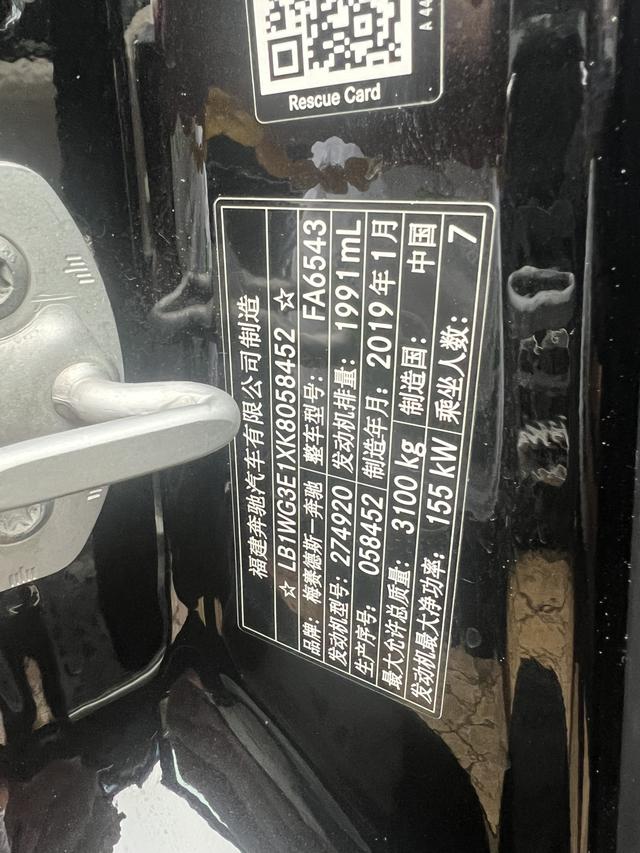 A 44
Rescue Card
福建奔驰汽车有限公司制造
☆ LB1WG3E1XK8058452 ☆
品牌: 梅赛德斯—奔驰 整车型号: FA6543
发动机型号: 274920 发动机排量: 1991mL
生产序号: 058452 制造年月: 2019年1月
最大允许总质量: 3100 kg 制造国: 中国
发动机最大净功率: 155 kW 乘坐人数: 7